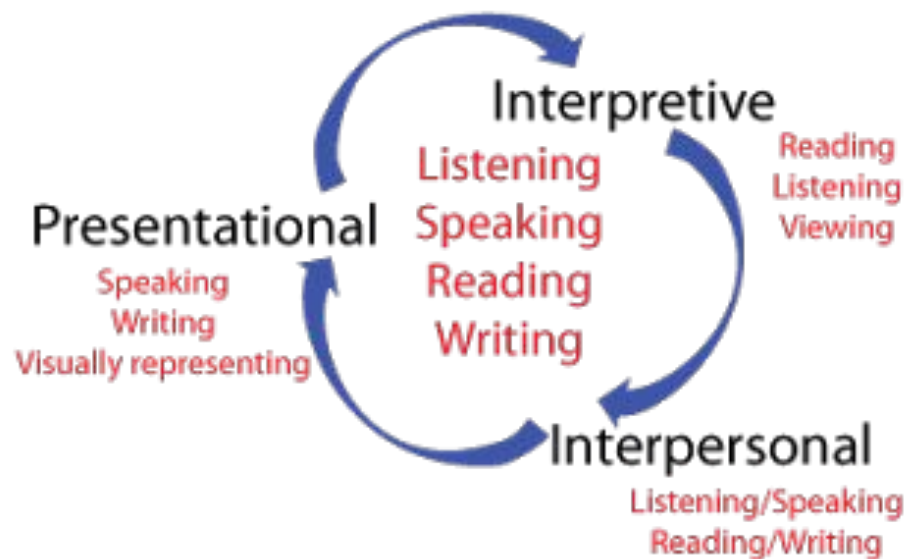 Interpretive
Reading
Listening
Viewing
Listening
Speaking
Reading
Writing
Presentational
Speaking
Writing
Visually representing
Interpersonal
Listening/Speaking
Reading/Writing